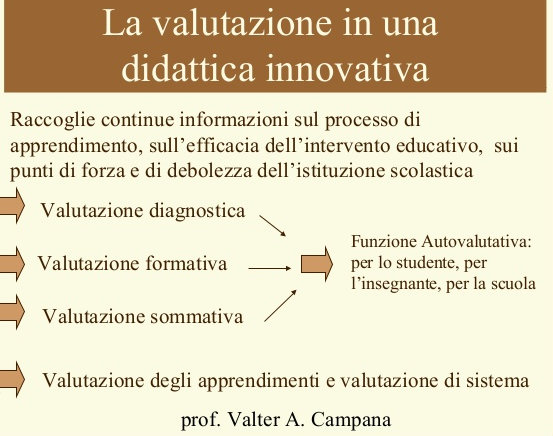 La valutazione in una
didattica innovativa
Raccoglie continue informazioni sul processo di
apprendimento, sull'efficacia dell'intervento educativo, sui
punti di forza e di debolezza dell'istituzione scolastica
Valutazione diagnostica
Valutazione formativa
Valutazione sommativa
Funzione Autovalutativa:
per lo studente, per
l'insegnante, per la scuola
Valutazione degli apprendimenti e valutazione di sistema
prof. Valter A. Campana